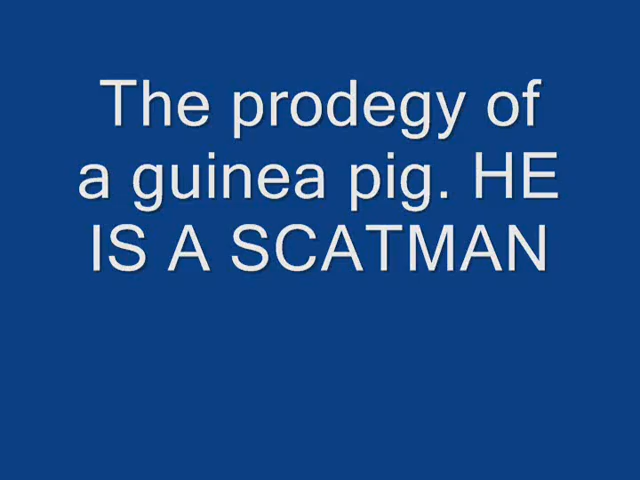 The prodegy of
a guinea pig. HE
IS A SCATMAN